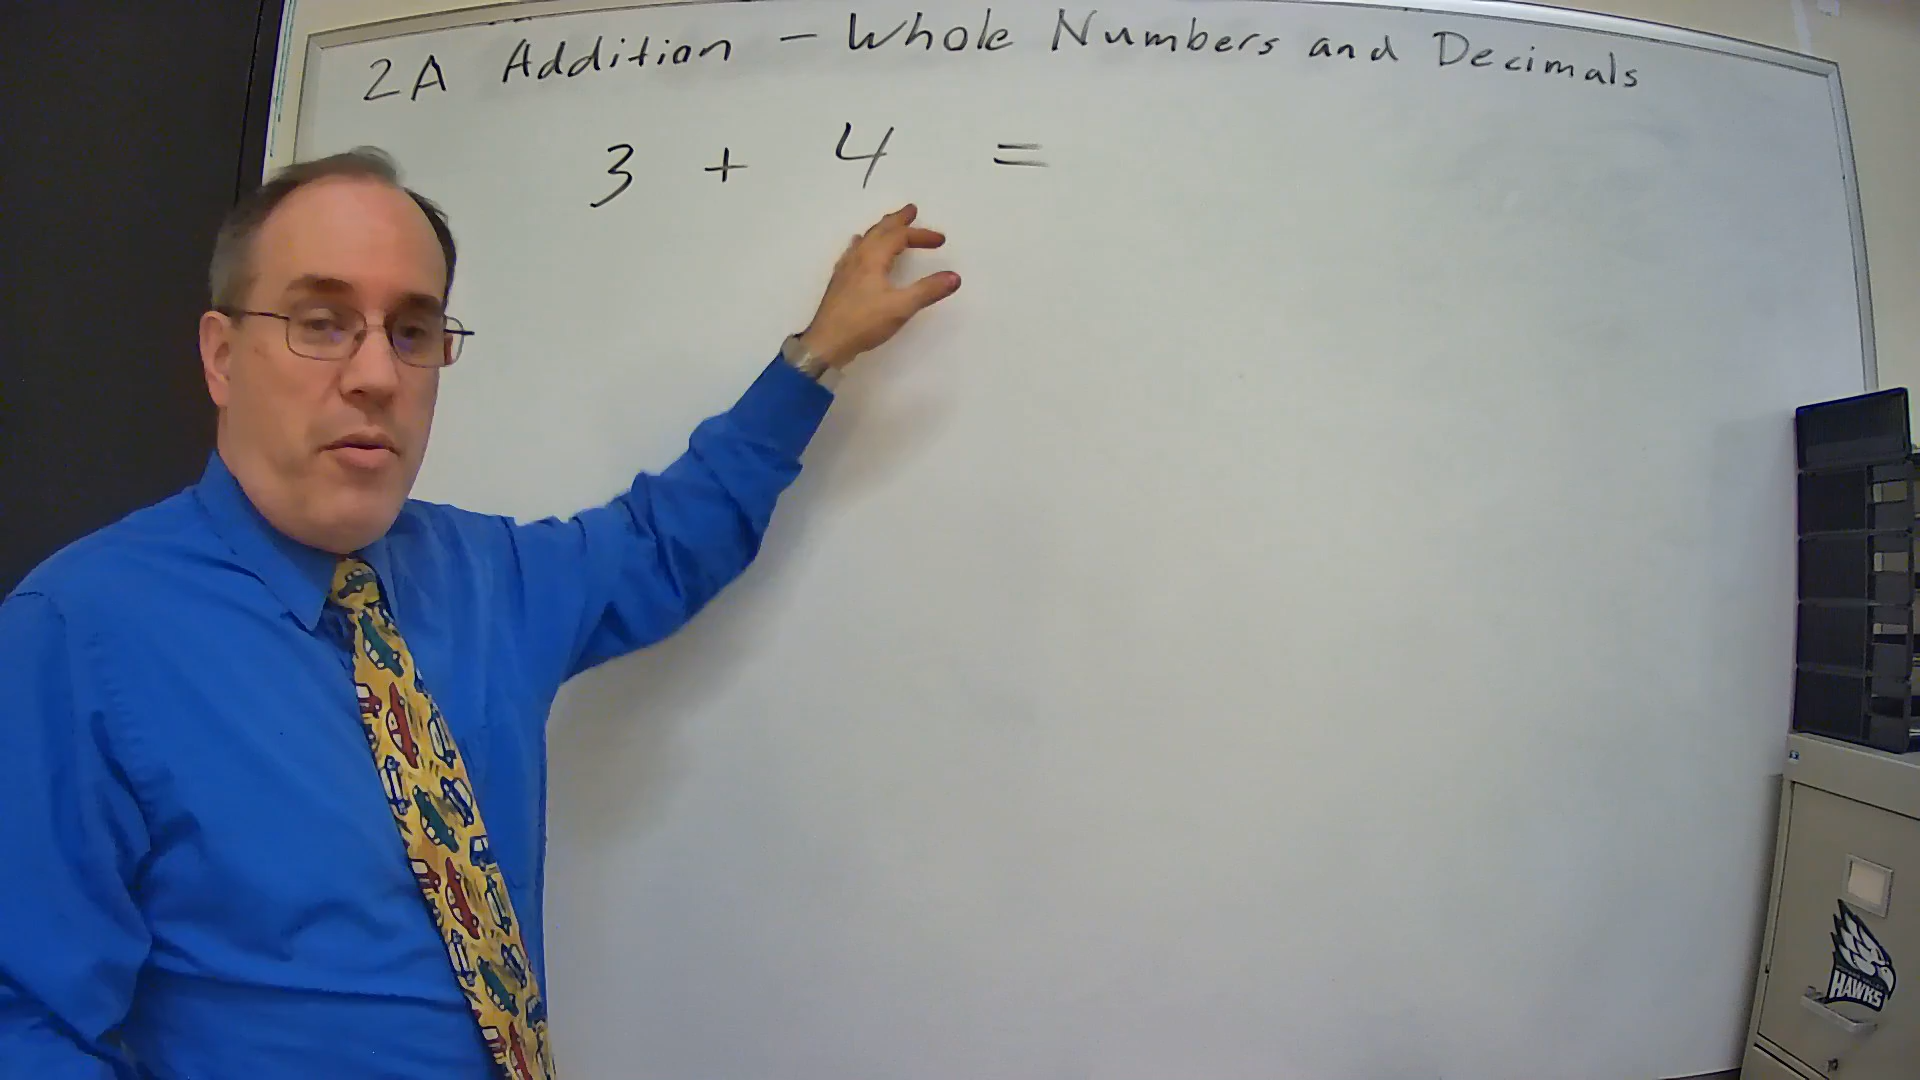 2A Addition – Whole Numbers and Decimals
3 + 4 =
HAWKS